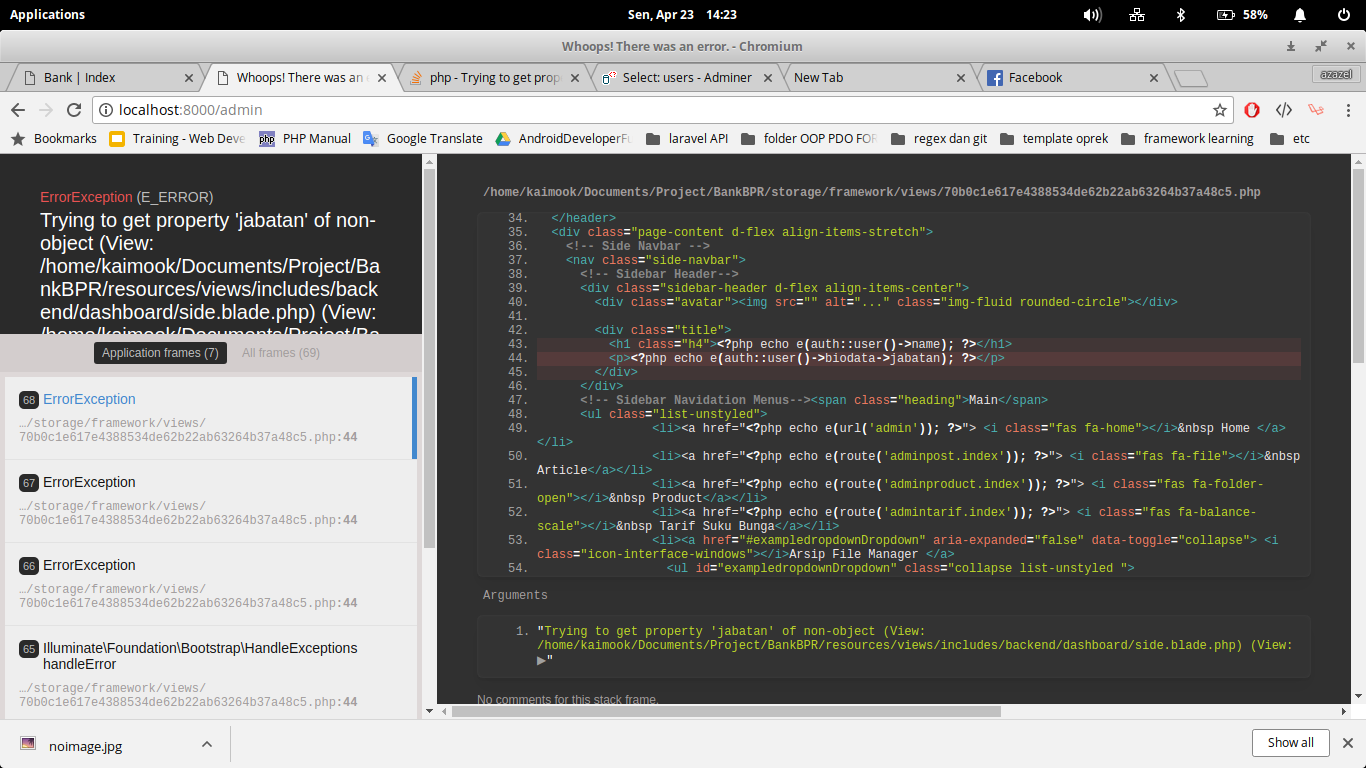 Applications
Sen, Apr 23 14:23
58%
Whoops! There was an error. - Chromium
Bank | Index
Whoops! There was an e
php - Trying to get prop
Select: users - Adminer
New Tab
Facebook
azazel
localhost:8000/admin
Bookmarks
Training - Web Deve
PHP Manual
Google Translate
AndroidDeveloperFu
laravel API
folder OOP PDO FOR
regex dan git
template oprek
framework learning
etc
ErrorException (E_ERROR)
Trying to get property 'jabatan' of non-
object (View:
/home/kaimook/Documents/Project/Ba
nkBPR/resources/views/includes/back
end/dashboard/side.blade.php) (View:
/home/kaimook/Documents/Project/Ba
Application frames (7)
All frames (69)
68 ErrorException
…/storage/framework/views/
70b0c1e617e4388534de62b22ab63264b37a48c5.php:44
67 ErrorException
…/storage/framework/views/
70b0c1e617e4388534de62b22ab63264b37a48c5.php:44
66 ErrorException
…/storage/framework/views/
70b0c1e617e4388534de62b22ab63264b37a48c5.php:44
65 Illuminate\Foundation\Bootstrap\HandleExceptions
handleError
…/storage/framework/views/
70b0c1e617e4388534de62b22ab63264b37a48c5.php:44
/home/kaimook/Documents/Project/BankBPR/storage/framework/views/70b0c1e617e4388534de62b22ab63264b37a48c5.php
34. </header>
35. <div class="page-content d-flex align-items-stretch">
36. <!-- Side Navbar -->
37. <nav class="side-navbar">
38. <!-- Sidebar Header-->
39. <div class="sidebar-header d-flex align-items-center">
40. <div class="avatar"><img src="" alt="..." class="img-fluid rounded-circle"></div>
41.
42. <div class="title">
43. <h1 class="h4"><?php echo e(auth::user()->name); ?></h1>
44. <p><?php echo e(auth::user()->biodata->jabatan); ?></p>
45. </div>
46. </div>
47. <!-- Sidebar Navigation Menus--><span class="heading">Main</span>
48. <ul class="list-unstyled">
49. <li><a href="<?php echo e(url('admin')); ?>"> <i class="fas fa-home"></i>&nbsp Home </a>
</li>
50. <li><a href="<?php echo e(route('adminpost.index')); ?>"> <i class="fas fa-file"></i>&nbsp
Article</a></li>
51. <li><a href="<?php echo e(route('adminproduct.index')); ?>"> <i class="fas fa-folder-
open"></i>&nbsp Product</a></li>
52. <li><a href="<?php echo e(route('admintarif.index')); ?>"> <i class="fas fa-balance-
scale"></i>&nbsp Tarif Suku Bunga</a></li>
53. <li><a href="#exampledropdownDropdown" aria-expanded="false" data-toggle="collapse"> <i
class="icon-interface-windows"></i>Arsip File Manager </a>
54. <ul id="exampledropdownDropdown" class="collapse list-unstyled ">
Arguments
1. "Trying to get property 'jabatan' of non-object (View:
/home/kaimook/Documents/Project/BankBPR/resources/views/includes/backend/dashboard/side.blade.php) (View:
▶"
No comments for this stack frame.
noimage.jpg
Show all